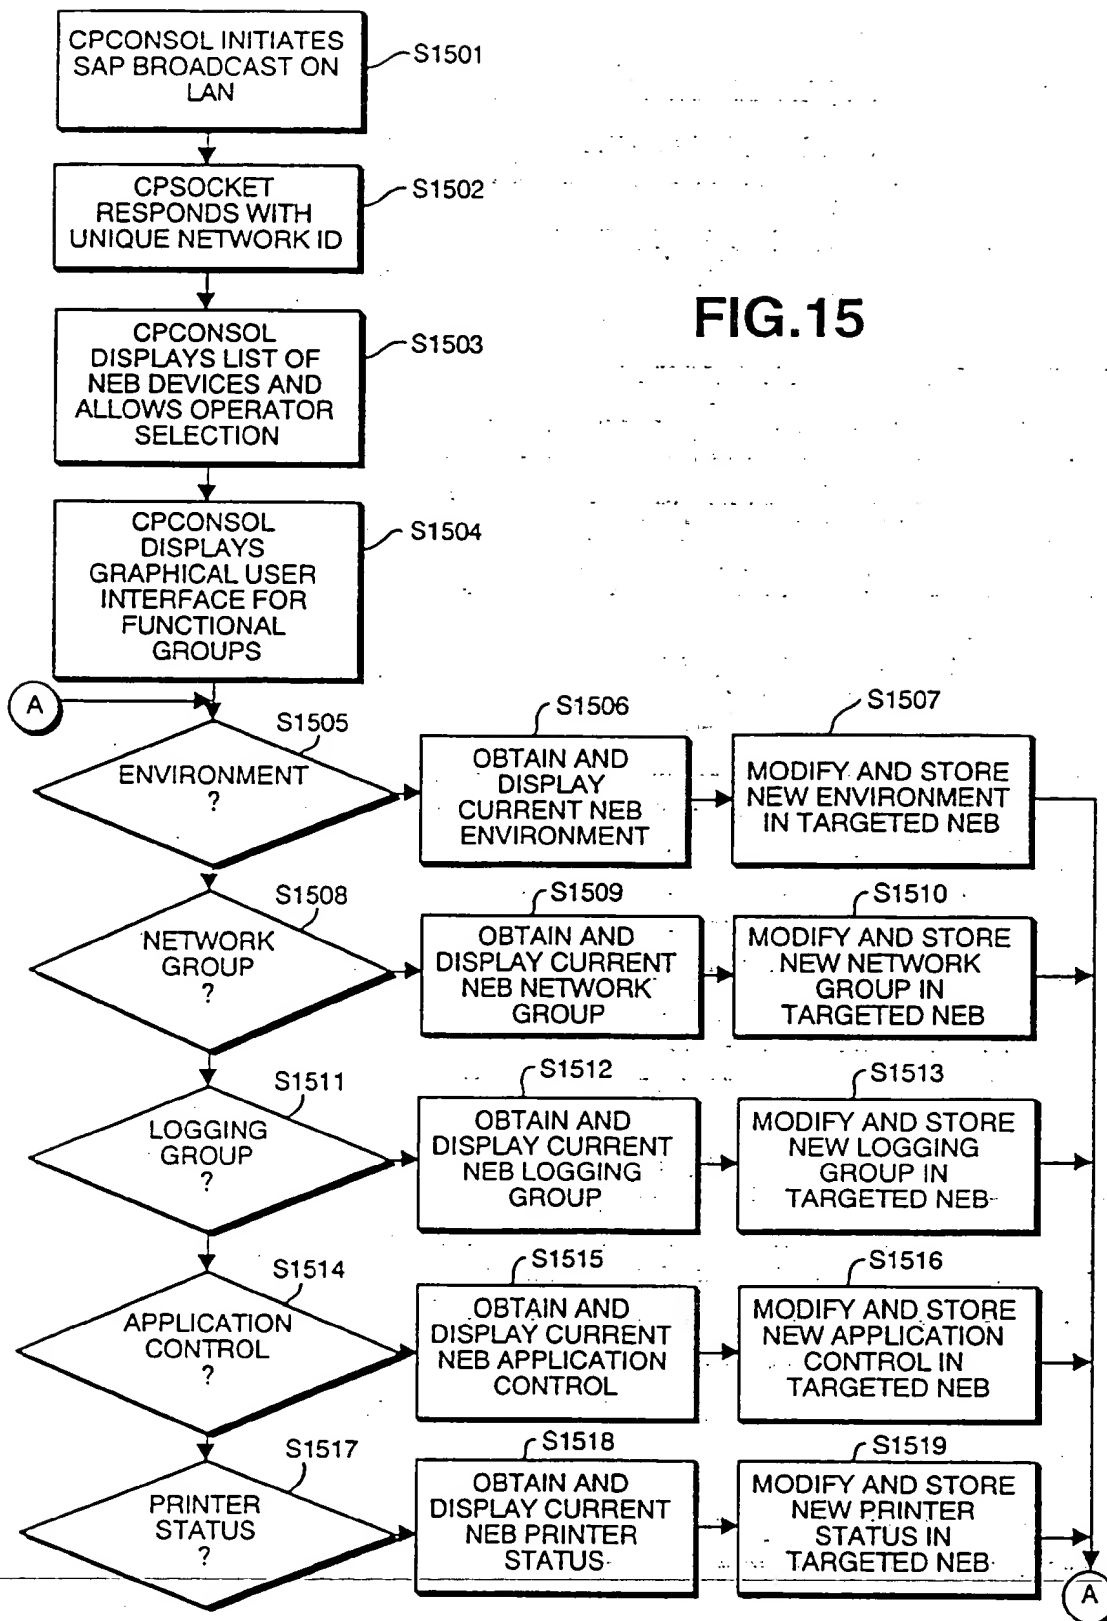 CPCONSOL INITIATES
SAP BROADCAST ON
LAN
S1501
CPSOCKET
RESPONDS WITH
UNIQUE NETWORK ID
S1502
CPCONSOL
DISPLAYS LIST OF
NEB DEVICES AND
ALLOWS OPERATOR
SELECTION
S1503
FIG.15
CPCONSOL
DISPLAYS
GRAPHICAL USER
INTERFACE FOR
FUNCTIONAL
GROUPS
S1504
A
ENVIRONMENT
?
S1505
S1506
OBTAIN AND
DISPLAY
CURRENT NEB
ENVIRONMENT
S1507
MODIFY AND STORE
NEW ENVIRONMENT
IN TARGETED NEB
NETWORK
GROUP
?
S1508
S1509
OBTAIN AND
DISPLAY CURRENT
NEB NETWORK
GROUP
S1510
MODIFY AND STORE
NEW NETWORK
GROUP IN
TARGETED NEB
LOGGING
GROUP
?
S1511
S1512
OBTAIN AND
DISPLAY CURRENT
NEB LOGGING
GROUP
S1513
MODIFY AND STORE
NEW LOGGING
GROUP IN
TARGETED NEB
APPLICATION
CONTROL
?
S1514
S1515
OBTAIN AND
DISPLAY CURRENT
NEB APPLICATION
CONTROL
S1516
MODIFY AND STORE
NEW APPLICATION
CONTROL IN
TARGETED NEB
PRINTER
STATUS
?
S1517
S1518
OBTAIN AND
DISPLAY CURRENT
NEB PRINTER
STATUS
S1519
MODIFY AND STORE
NEW PRINTER
STATUS IN
TARGETED NEB
A